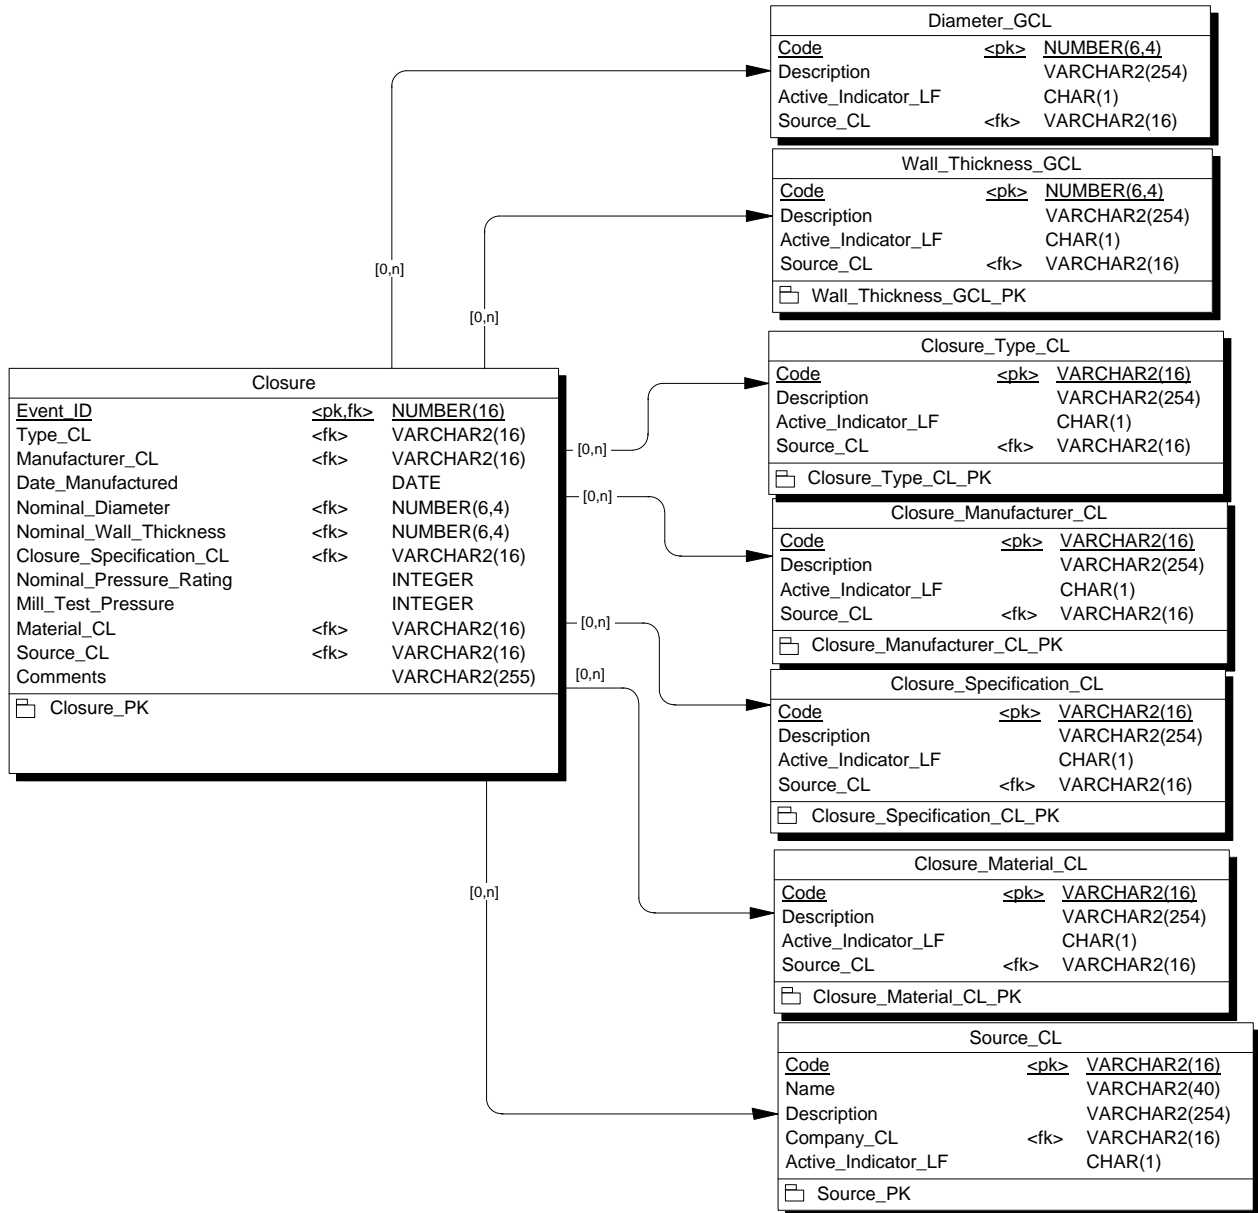 Diameter_GCL
Code <pk> NUMBER(6,4)
Description VARCHAR2(254)
Active_Indicator_LF CHAR(1)
Source_CL <fk> VARCHAR2(16)
Wall_Thickness_GCL
Code <pk> NUMBER(6,4)
Description VARCHAR2(254)
Active_Indicator_LF CHAR(1)
Source_CL <fk> VARCHAR2(16)
Wall_Thickness_GCL_PK
[0,n]
[0,n]
Closure
Event_ID <pk,fk> NUMBER(16)
Type_CL <fk> VARCHAR2(16)
Manufacturer_CL <fk> VARCHAR2(16)
Date_Manufactured DATE
Nominal_Diameter <fk> NUMBER(6,4)
Nominal_Wall_Thickness <fk> NUMBER(6,4)
Closure_Specification_CL <fk> VARCHAR2(16)
Nominal_Pressure_Rating INTEGER
Mill_Test_Pressure INTEGER
Material_CL <fk> VARCHAR2(16)
Source_CL <fk> VARCHAR2(16)
Comments VARCHAR2(255)
Closure_PK
[0,n]
[0,n]
[0,n]
[0,n]
[0,n]
Closure_Type_CL
Code <pk> VARCHAR2(16)
Description VARCHAR2(254)
Active_Indicator_LF CHAR(1)
Source_CL <fk> VARCHAR2(16)
Closure_Type_CL_PK
Closure_Manufacturer_CL
Code <pk> VARCHAR2(16)
Description VARCHAR2(254)
Active_Indicator_LF CHAR(1)
Source_CL <fk> VARCHAR2(16)
Closure_Manufacturer_CL_PK
Closure_Specification_CL
Code <pk> VARCHAR2(16)
Description VARCHAR2(254)
Active_Indicator_LF CHAR(1)
Source_CL <fk> VARCHAR2(16)
Closure_Specification_CL_PK
Closure_Material_CL
Code <pk> VARCHAR2(16)
Description VARCHAR2(254)
Active_Indicator_LF CHAR(1)
Source_CL <fk> VARCHAR2(16)
Closure_Material_CL_PK
Source_CL
Code <pk> VARCHAR2(16)
Name VARCHAR2(40)
Description VARCHAR2(254)
Company_CL <fk> VARCHAR2(16)
Active_Indicator_LF CHAR(1)
Source_PK